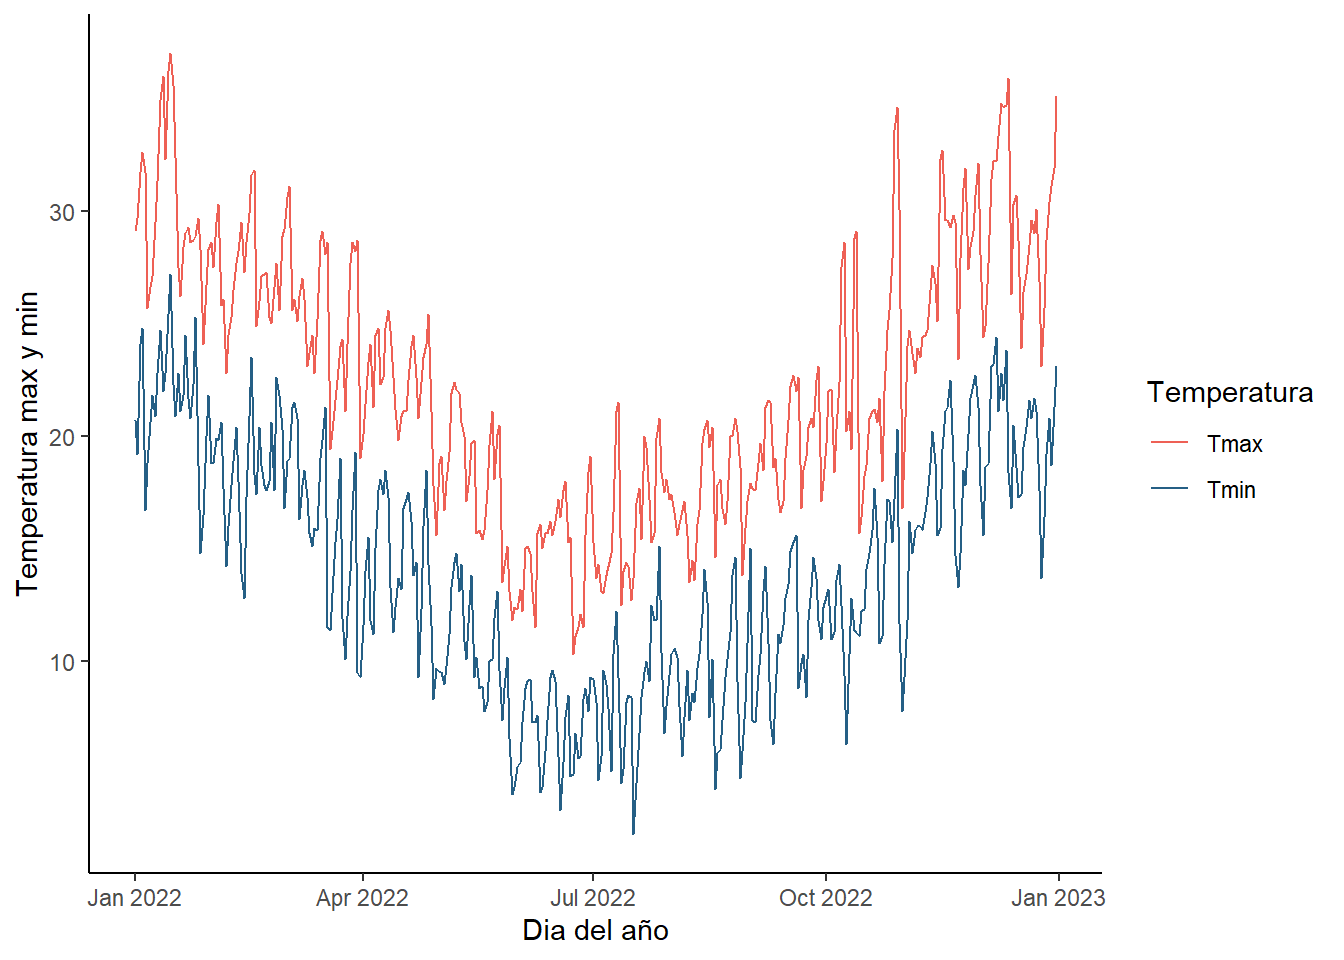 Temperatura max y min
30
20
10
Jan 2022
Apr 2022
Jul 2022
Oct 2022
Jan 2023
Dia del año
Temperatura
Tmax
Tmin